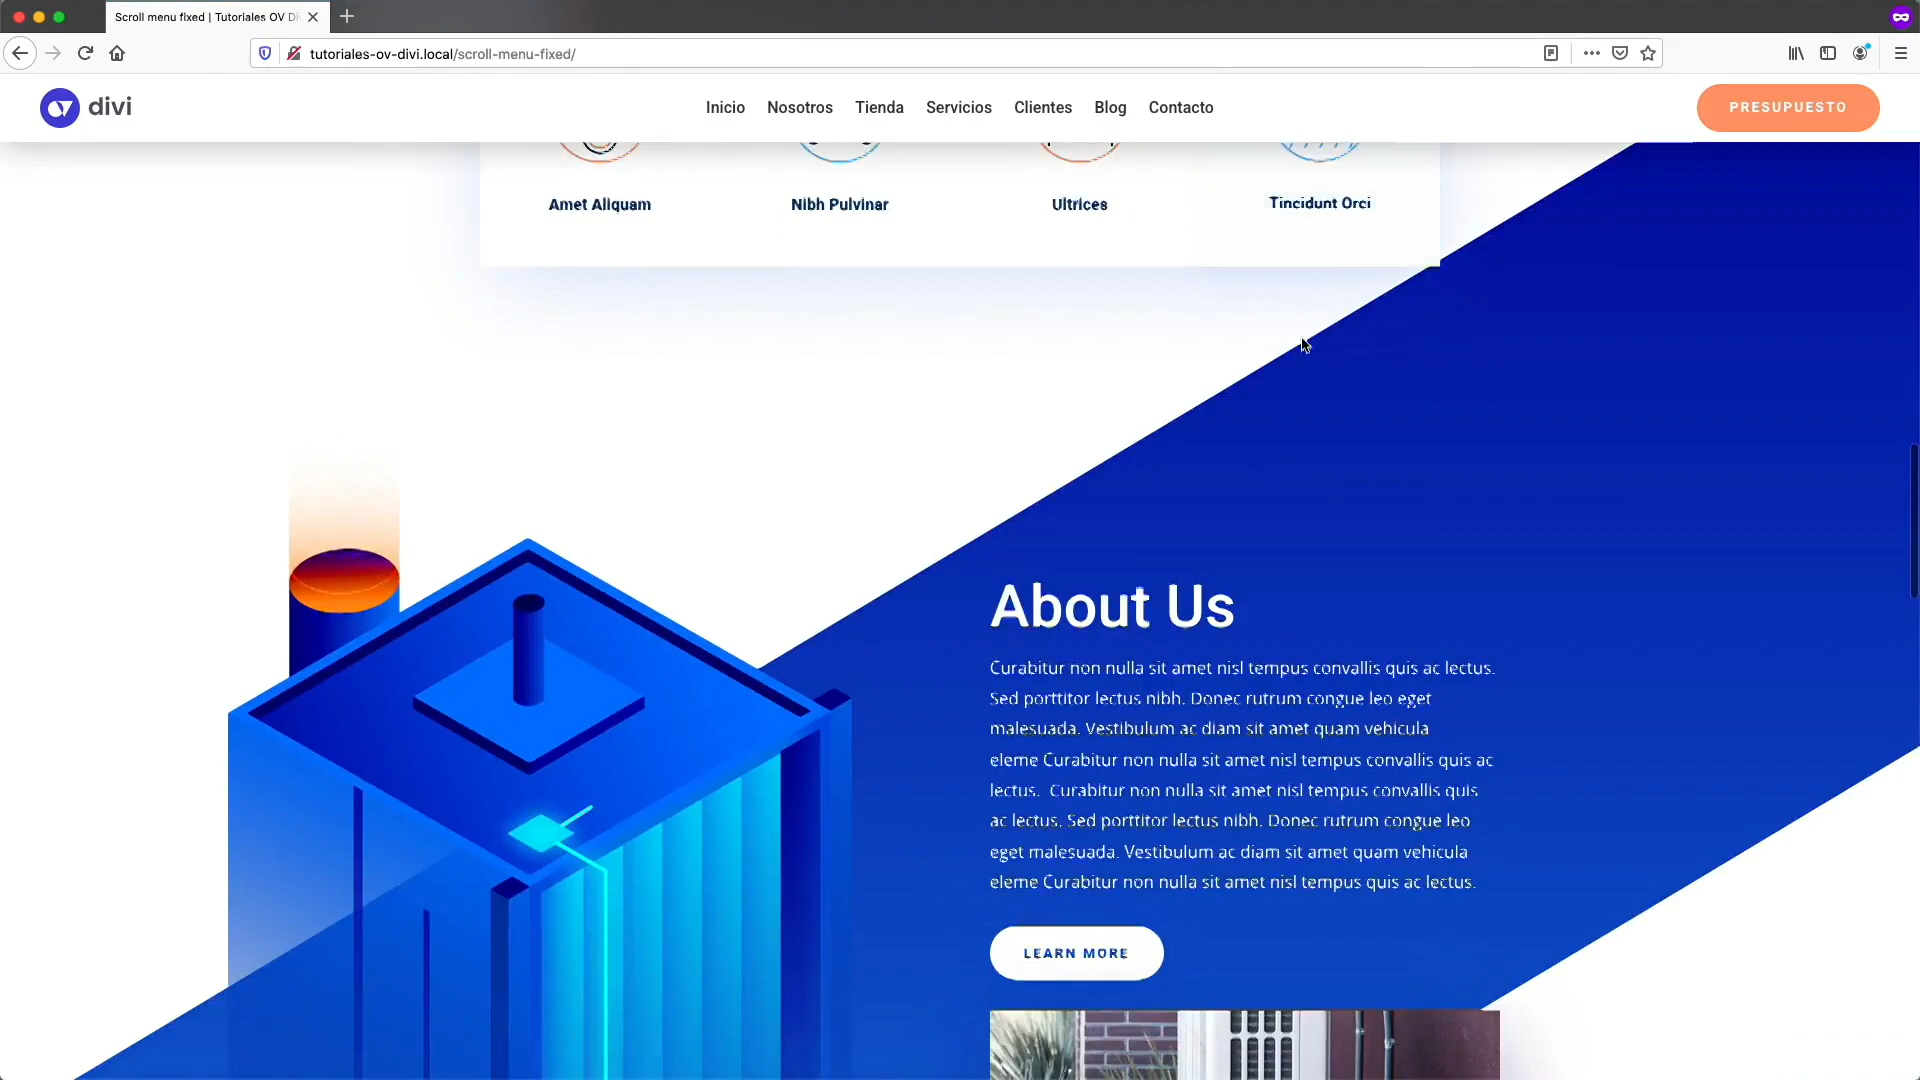 Scroll menu fixed | Tutoriales OV Di
tutoriales-ov-divi.local/scroll-menu-fixed/
divi
Inicio Nosotros Tienda Servicios Clientes Blog Contacto
PRESUPUESTO
Amet Aliquam Nibh Pulvinar Ultrices Tincidunt Orci
About Us
Curabitur non nulla sit amet nisl tempus convallis quis ac lectus.
Sed porttitor lectus nibh. Donec rutrum congue leo eget
malesuada. Vestibulum ac diam sit amet quam vehicula
eleme Curabitur non nulla sit amet nisl tempus convallis quis ac
lectus. Curabitur non nulla sit amet nisl tempus convallis quis
ac lectus. Sed porttitor lectus nibh. Donec rutrum congue leo
eget malesuada. Vestibulum ac diam sit amet quam vehicula
eleme Curabitur non nulla sit amet nisl tempus quis ac lectus.
LEARN MORE